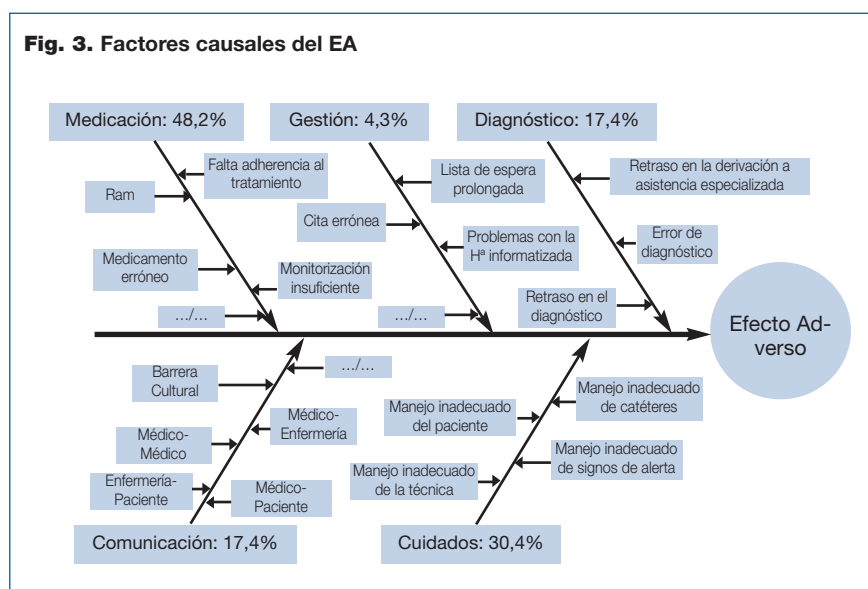 Fig. 3. Factores causales del EA
Medicación: 48,2%
Gestión: 4,3%
Diagnóstico: 17,4%
Falta adherencia al
tratamiento
Ram
Medicamento
erróneo
Monitorización
insuficiente
.../...
Lista de espera
prolongada
Cita errónea
Problemas con la
Hª informatizada
.../...
Retraso en la derivación a
asistencia especializada
Error de
diagnóstico
Retraso en el
diagnóstico
Efecto Ad-
verso
.../...
Barrera
Cultural
Médico-
Enfermería
Médico-
Médico
Enfermería-
Paciente
Médico-
Paciente
Comunicación: 17,4%
Manejo inadecuado
de catéteres
Manejo inadecuado
del paciente
Manejo inadecuado
de signos de alerta
Manejo inadecuado
de la técnica
Cuidados: 30,4%